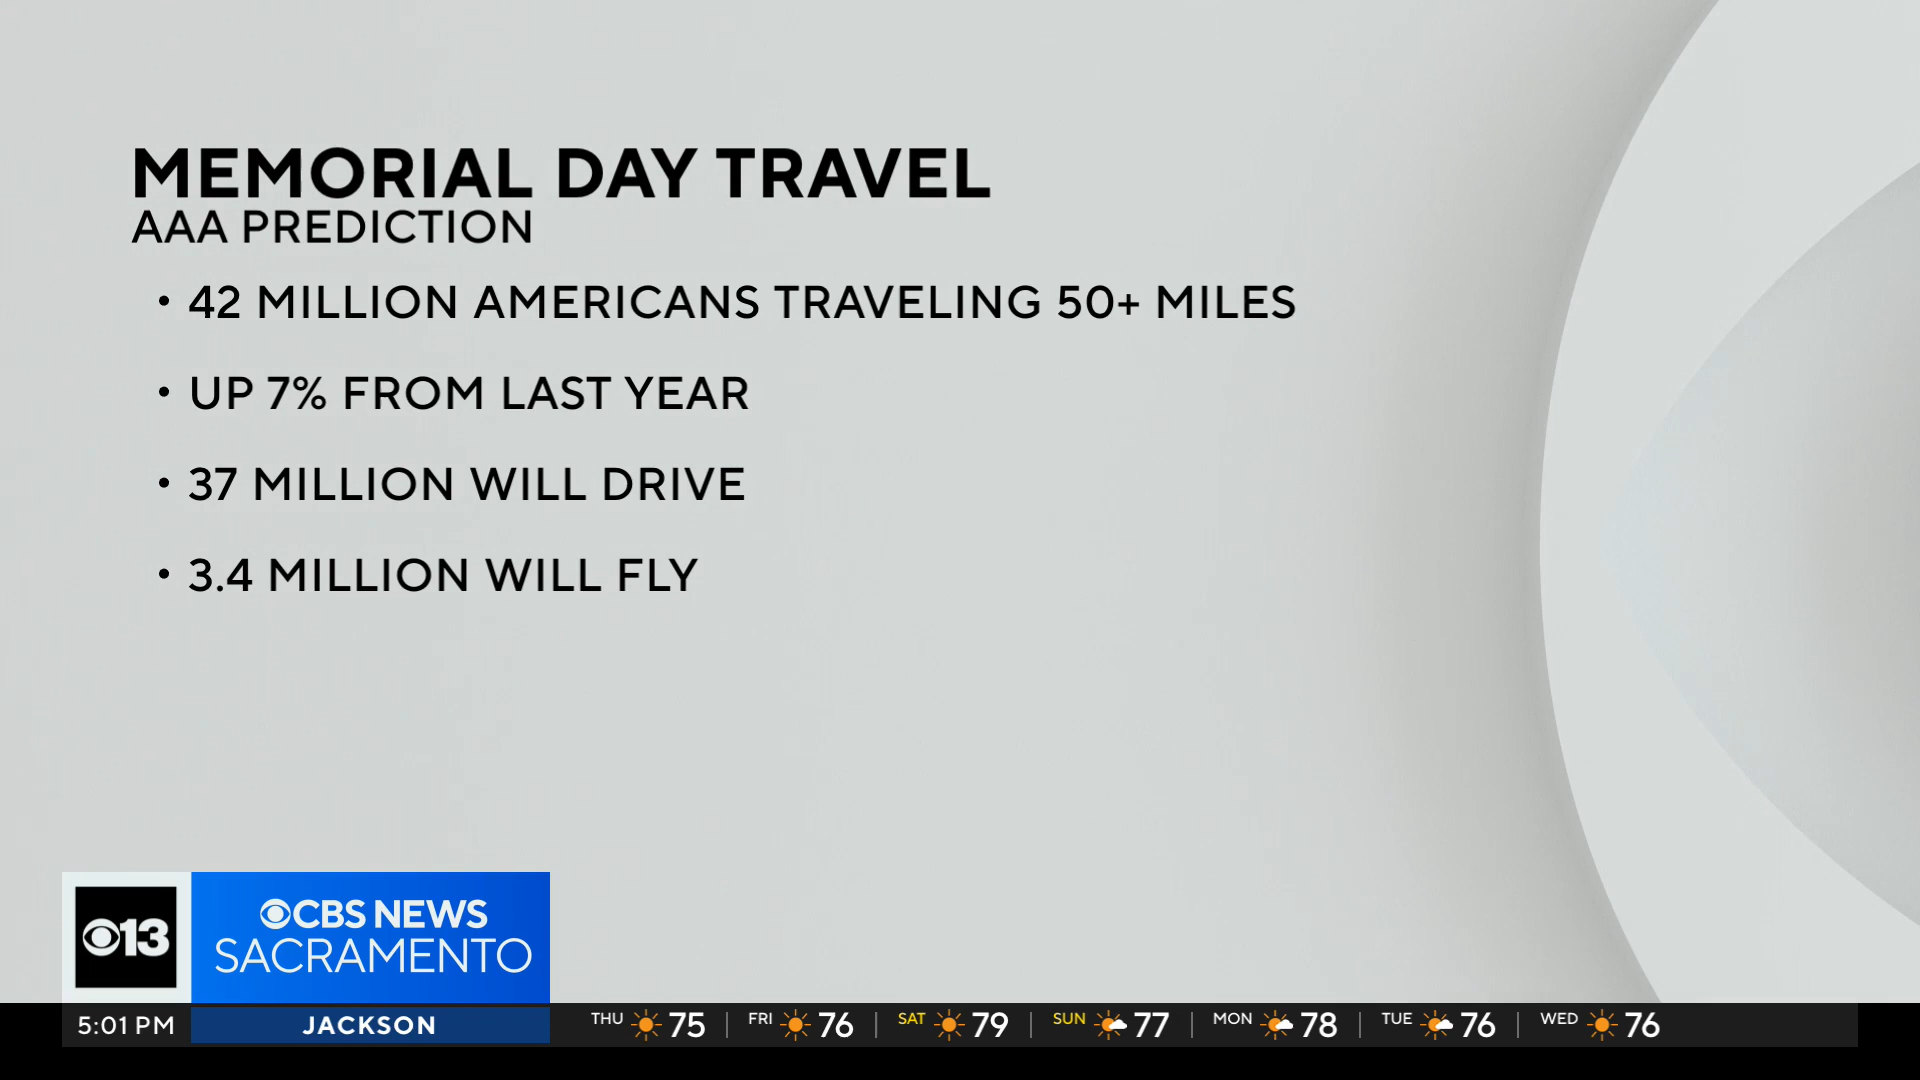 MEMORIAL DAY TRAVEL
AAA PREDICTION
• 42 MILLION AMERICANS TRAVELING 50+ MILES
• UP 7% FROM LAST YEAR
• 37 MILLION WILL DRIVE
• 3.4 MILLION WILL FLY
13
CBS NEWS
SACRAMENTO
5:01 PM JACKSON THU 75 | FRI 76 | SAT 79 | SUN 77 | MON 78 | TUE 76 | WED 76